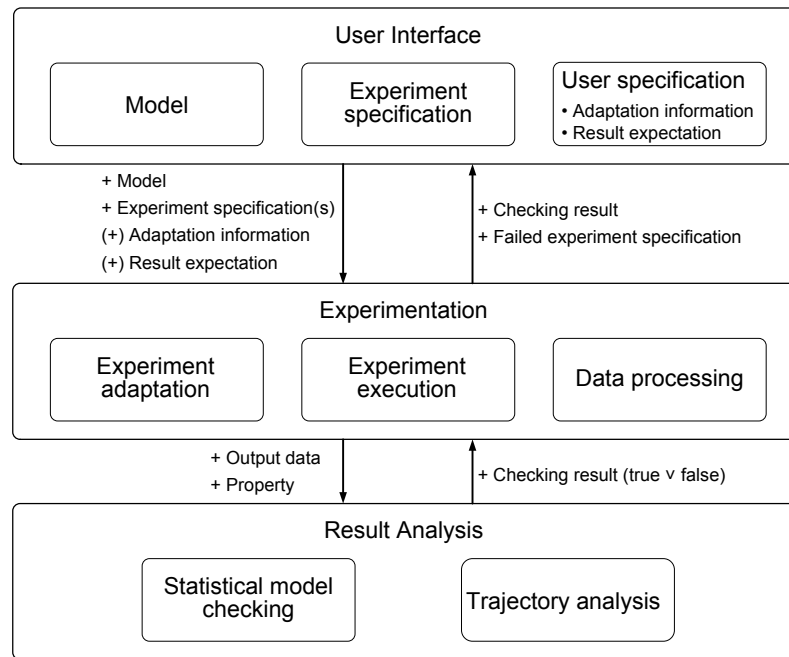 User Interface
Model
Experiment
specification
User specification
• Adaptation information
• Result expectation
+ Model
+ Experiment specification(s)
(+) Adaptation information
(+) Result expectation
+ Checking result
+ Failed experiment specification
Experimentation
Experiment
adaptation
Experiment
execution
Data processing
+ Output data
+ Property
+ Checking result (true ∨ false)
Result Analysis
Statistical model
checking
Trajectory analysis